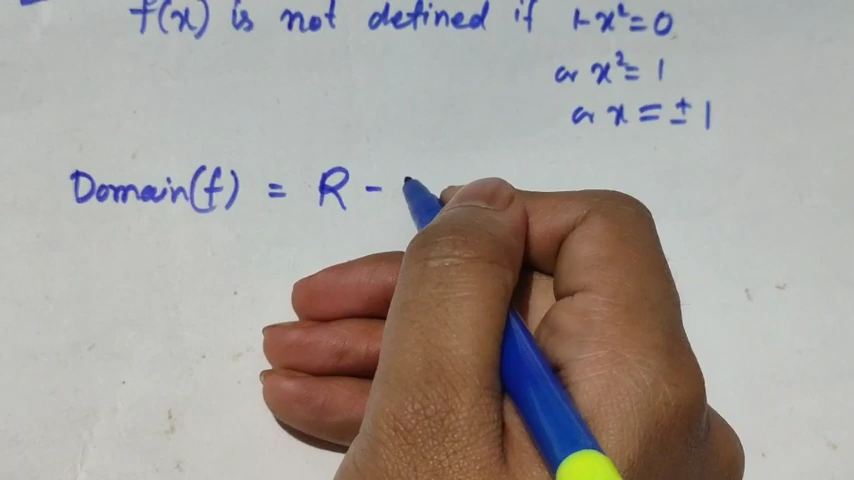 f(x) is not defined if 1-x²=0
or x²= 1
or x = ± 1
Domain(f) = R -